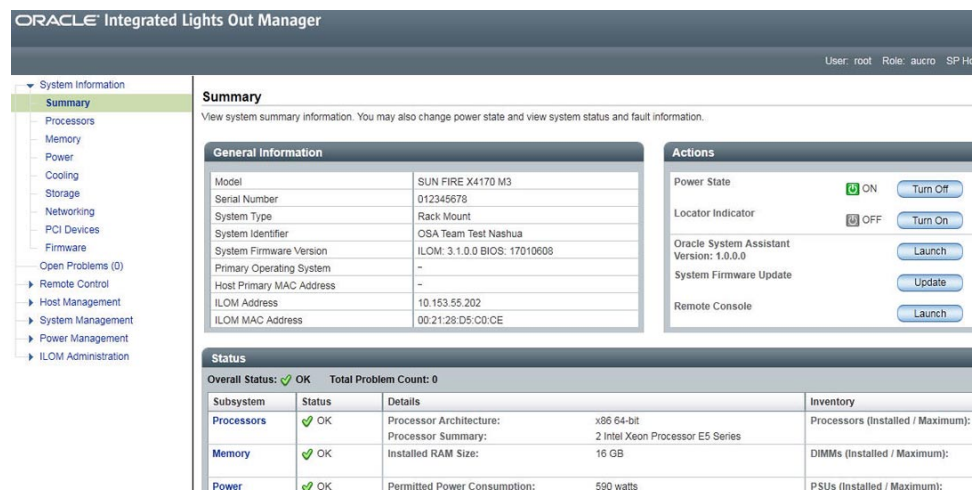 ORACLE Integrated Lights Out Manager
User: root Role: aucro
System Information
Summary
Processors
Memory
Power
Cooling
Storage
Networking
PCI Devices
Firmware
Open Problems (0)
Remote Control
Host Management
System Management
Power Management
ILOM Administration
Summary
View system summary information. You may also change power state and view system status and fault information.
General Information
Model SUN FIRE X4170 M3
Serial Number 012345678
System Type Rack Mount
System Identifier OSA Team Test Nashua
System Firmware Version ILOM: 3.1.0.0 BIOS: 17010608
Primary Operating System -
Host Primary MAC Address -
ILOM Address 10.153.55.202
ILOM MAC Address 00:21:28:D5:C0:CE
Actions
Power State ON Turn Off
Locator Indicator OFF Turn On
Oracle System Assistant
Version: 1.0.0.0 Launch
System Firmware Update Update
Remote Console Launch
Status
Overall Status: OK Total Problem Count: 0
Subsystem Status Details Inventory
Processors OK Processor Architecture: x86 64-bit Processors (Installed / Maximum):
Processor Summary: 2 Intel Xeon Processor E5 Series
Memory OK Installed RAM Size: 16 GB DIMMs (Installed / Maximum):
Power OK Permitted Power Consumption: 590 watts PSUs (Installed / Maximum):